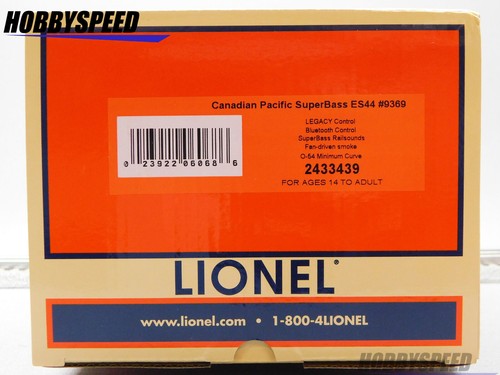 HOBBYSPEED
Canadian Pacific SuperBass ES44 #9369
LEGACY Control
Bluetooth Control
SuperBass Railsounds
Fan-driven smoke
O-54 Minimum Curve
2433439
FOR AGES 14 TO ADULT
0 23922 06068 6
LIONEL®
www.lionel.com • 1-800-4LIONEL
HOBBYSPEED